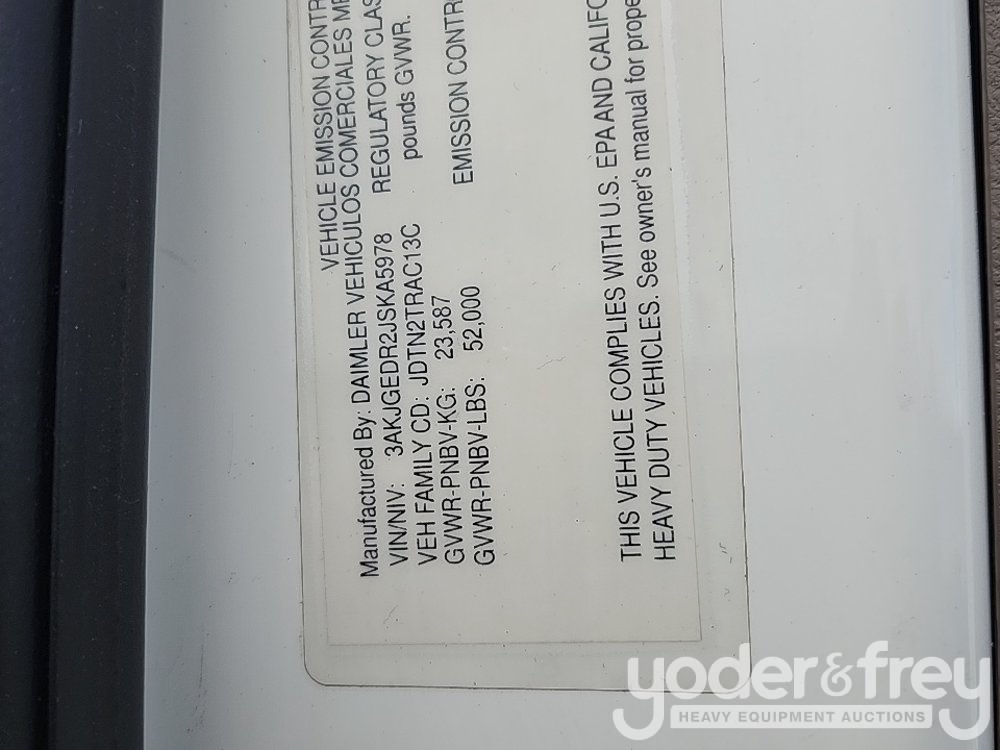 VEHICLE EMISSION CONTR
Manufactured By: DAIMLER VEHICULOS COMERCIALES
VIN/NIV: 3AKJGEDR2JSKA5978 REGULATORY CLAS
VEH FAMILY CD: JDTN2TRAC13C pounds GVWR.
GVWR-PNBV-KG: 23,587
GVWR-PNBV-LBS: 52,000 EMISSION CONTR
THIS VEHICLE COMPLIES WITH U.S. EPA AND CALIFO
HEAVY DUTY VEHICLES. See owner's manual for prope
yoder&frey
HEAVY EQUIPMENT AUCTIONS